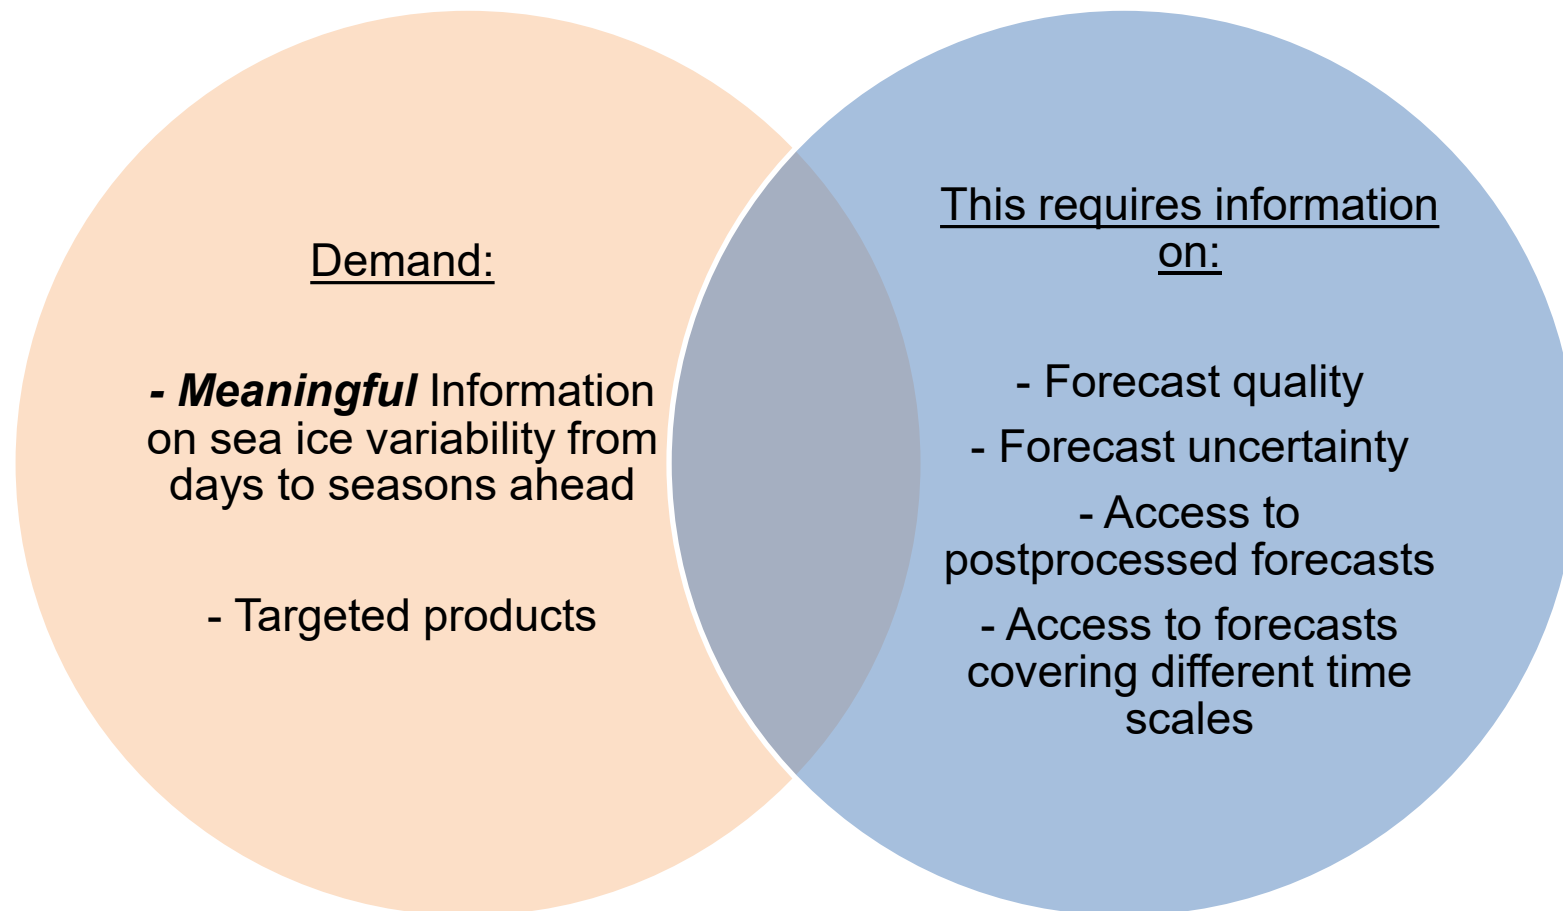 Demand:
- Meaningful Information
on sea ice variability from
days to seasons ahead
- Targeted products
This requires information
on:
- Forecast quality
- Forecast uncertainty
- Access to
postprocessed forecasts
- Access to forecasts
covering different time
scales